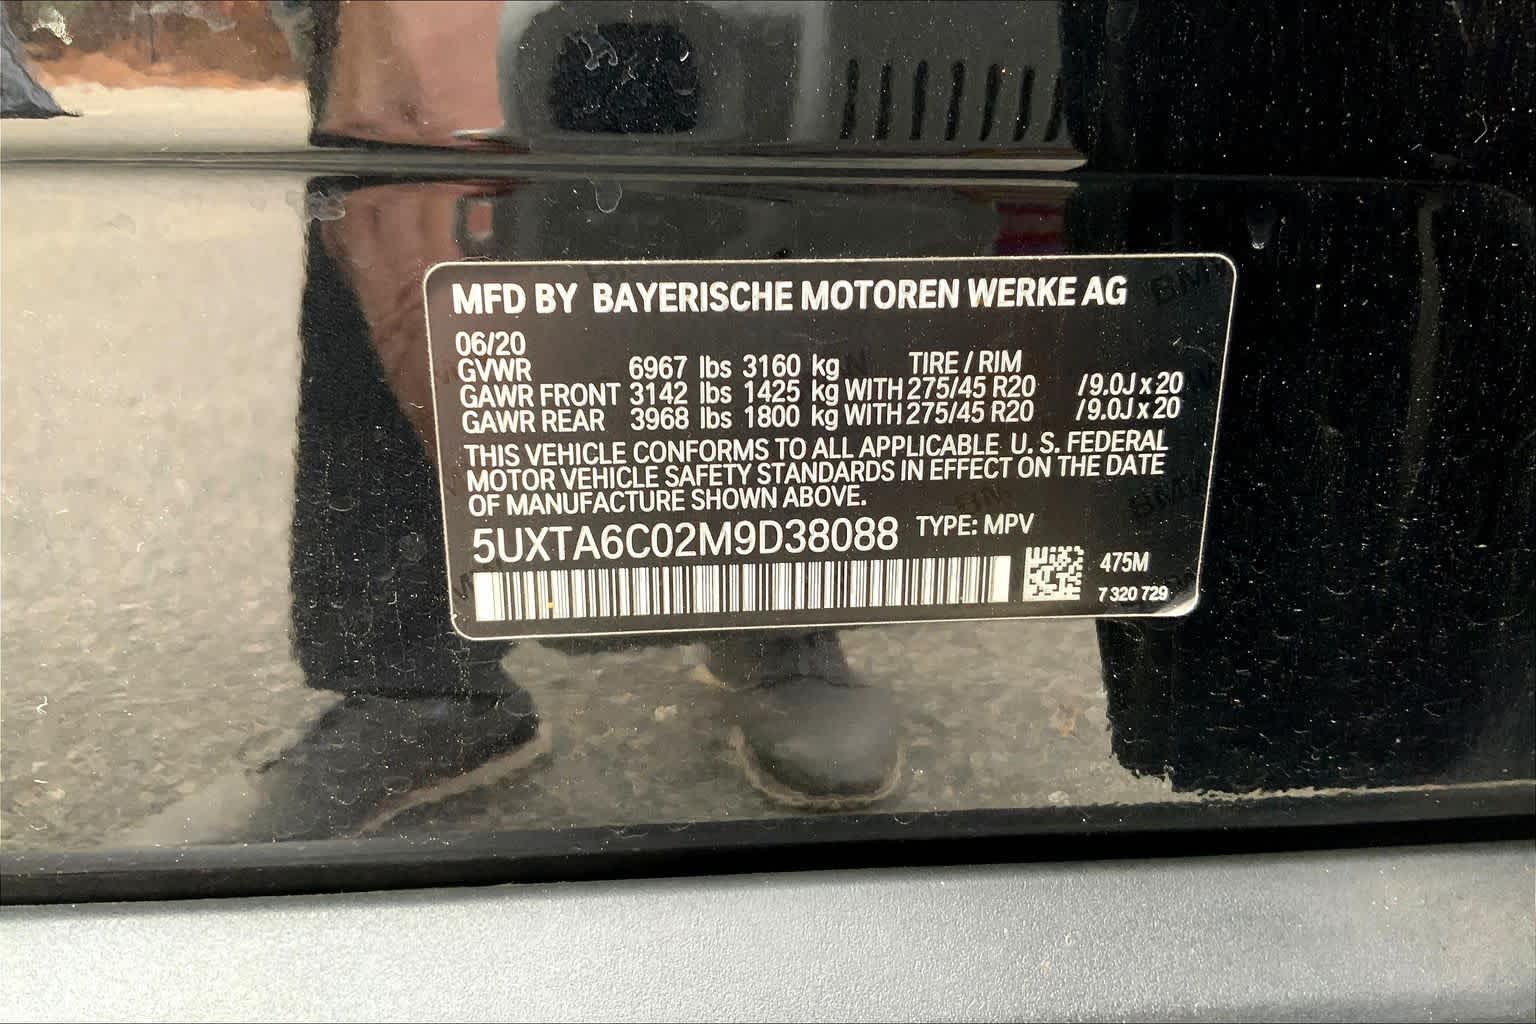 MFD BY BAYERISCHE MOTOREN WERKE AG
06/20
GVWR 6967 lbs 3160 kg TIRE / RIM
GAWR FRONT 3142 lbs 1425 kg WITH 275/45 R20 /9.0J x 20
GAWR REAR 3968 lbs 1800 kg WITH 275/45 R20 /9.0J x 20
THIS VEHICLE CONFORMS TO ALL APPLICABLE U. S. FEDERAL
MOTOR VEHICLE SAFETY STANDARDS IN EFFECT ON THE DATE
OF MANUFACTURE SHOWN ABOVE.
5UXTA6C02M9D38088 TYPE: MPV
475M
7 320 729